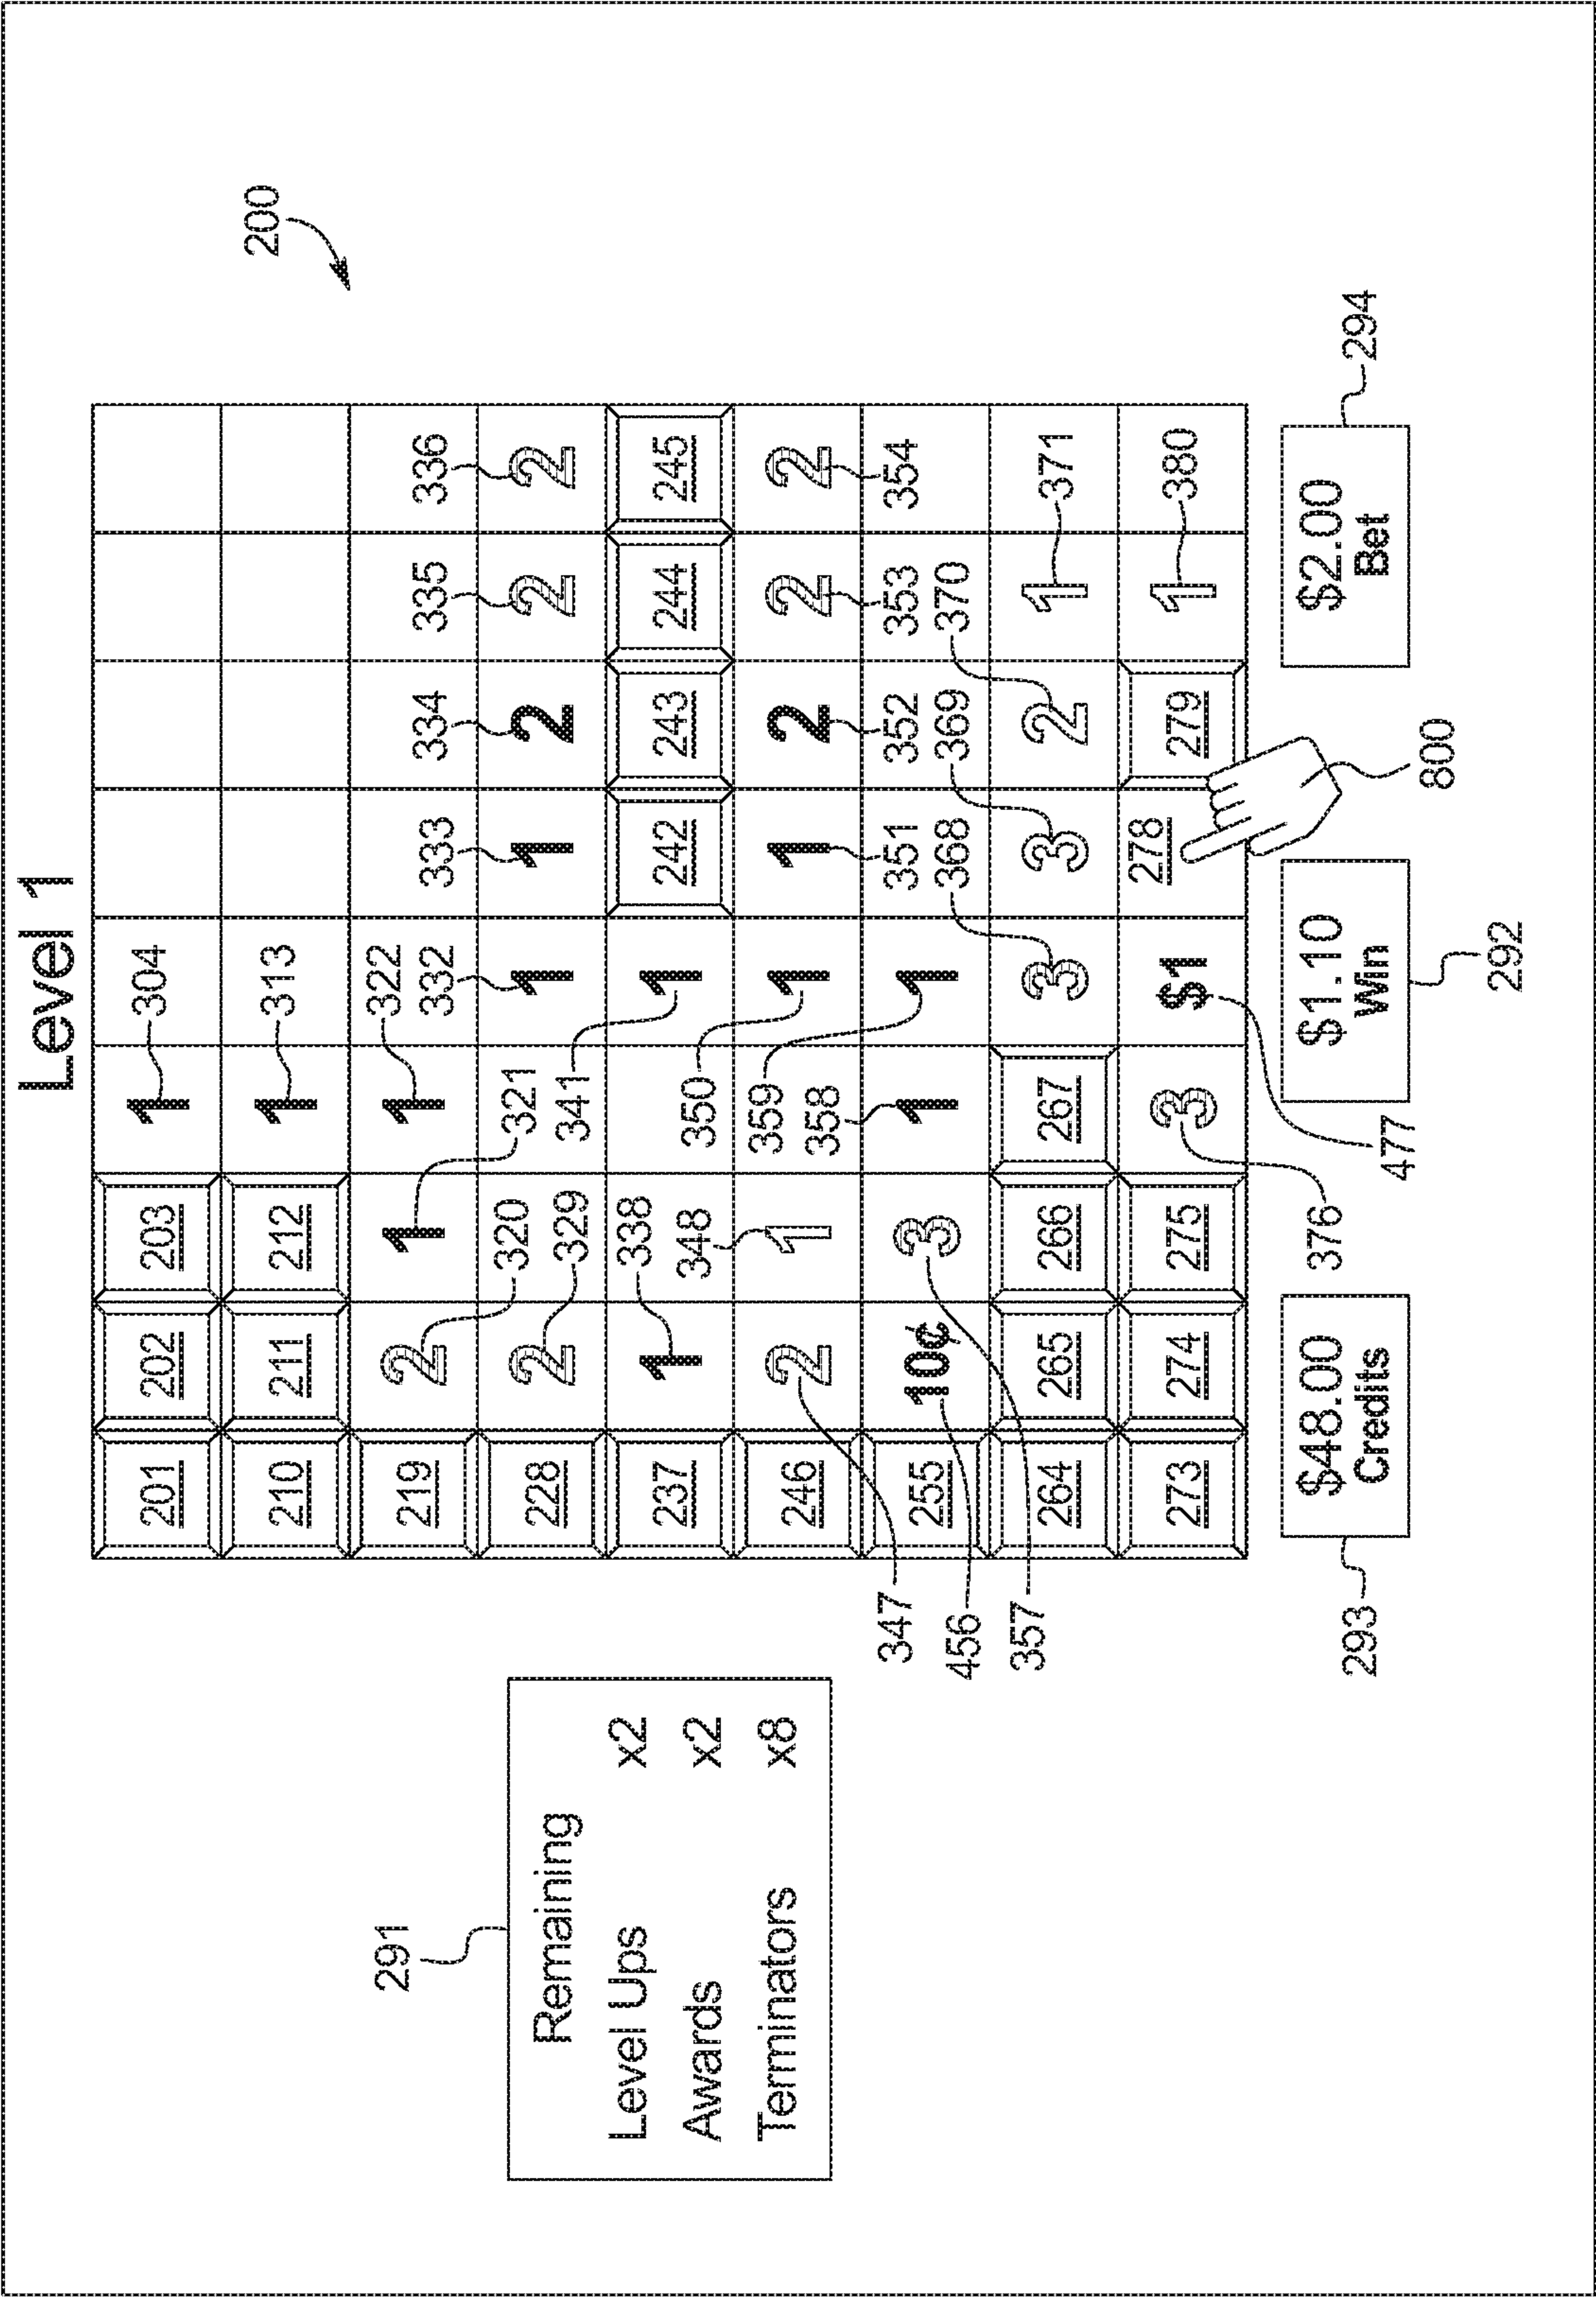 Level 1
201 202 203 1 304
200
210 211 212 1 313
291
322
219 2 1 1 332 333 334 335 336
320 321
Remaining
228 2 329 1 1 1 2 2 2
341
Level Ups x2
237 1 338 1 242 243 244 245
348 350
Awards x2
359
Terminators x8
246 2 1 1 1 2 2 2
358
347 351 352 353 354
255 10¢ 3 1 1
456 368 369 370
357
264 265 266 267 3 3 2 1 371
273 274 275 3 $1 278 279 1 380
$48.00 $1.10 $2.00
Credits Win Bet
293 376 294
477 800
292